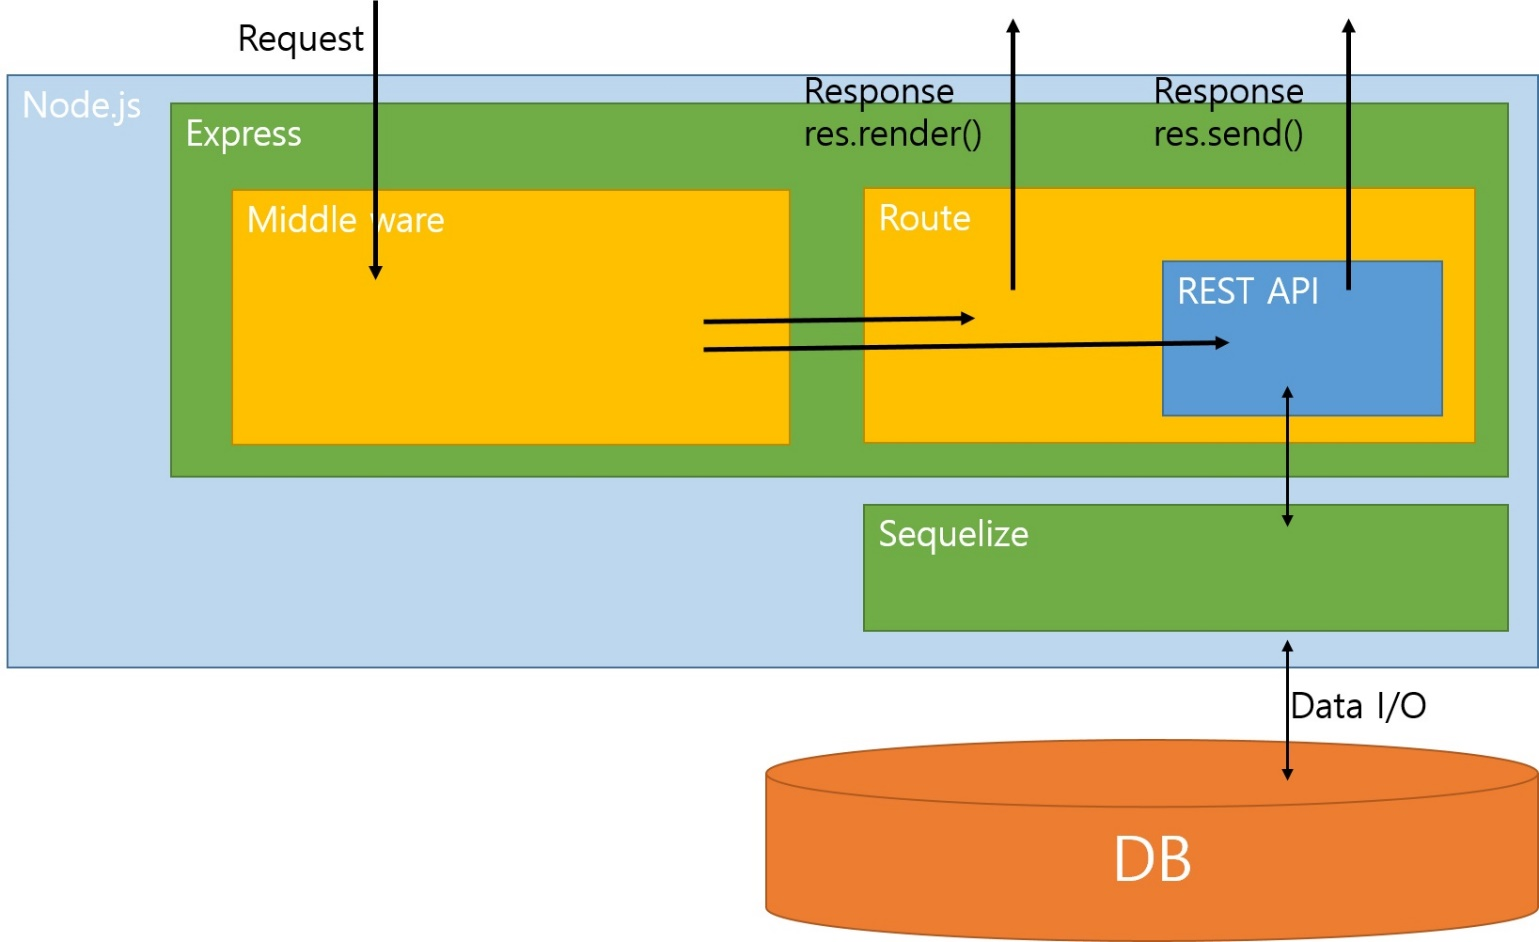 Request
Node.js
Express
Response
res.render()
Response
res.send()
Middle ware
Route
REST API
Sequelize
Data I/O
DB